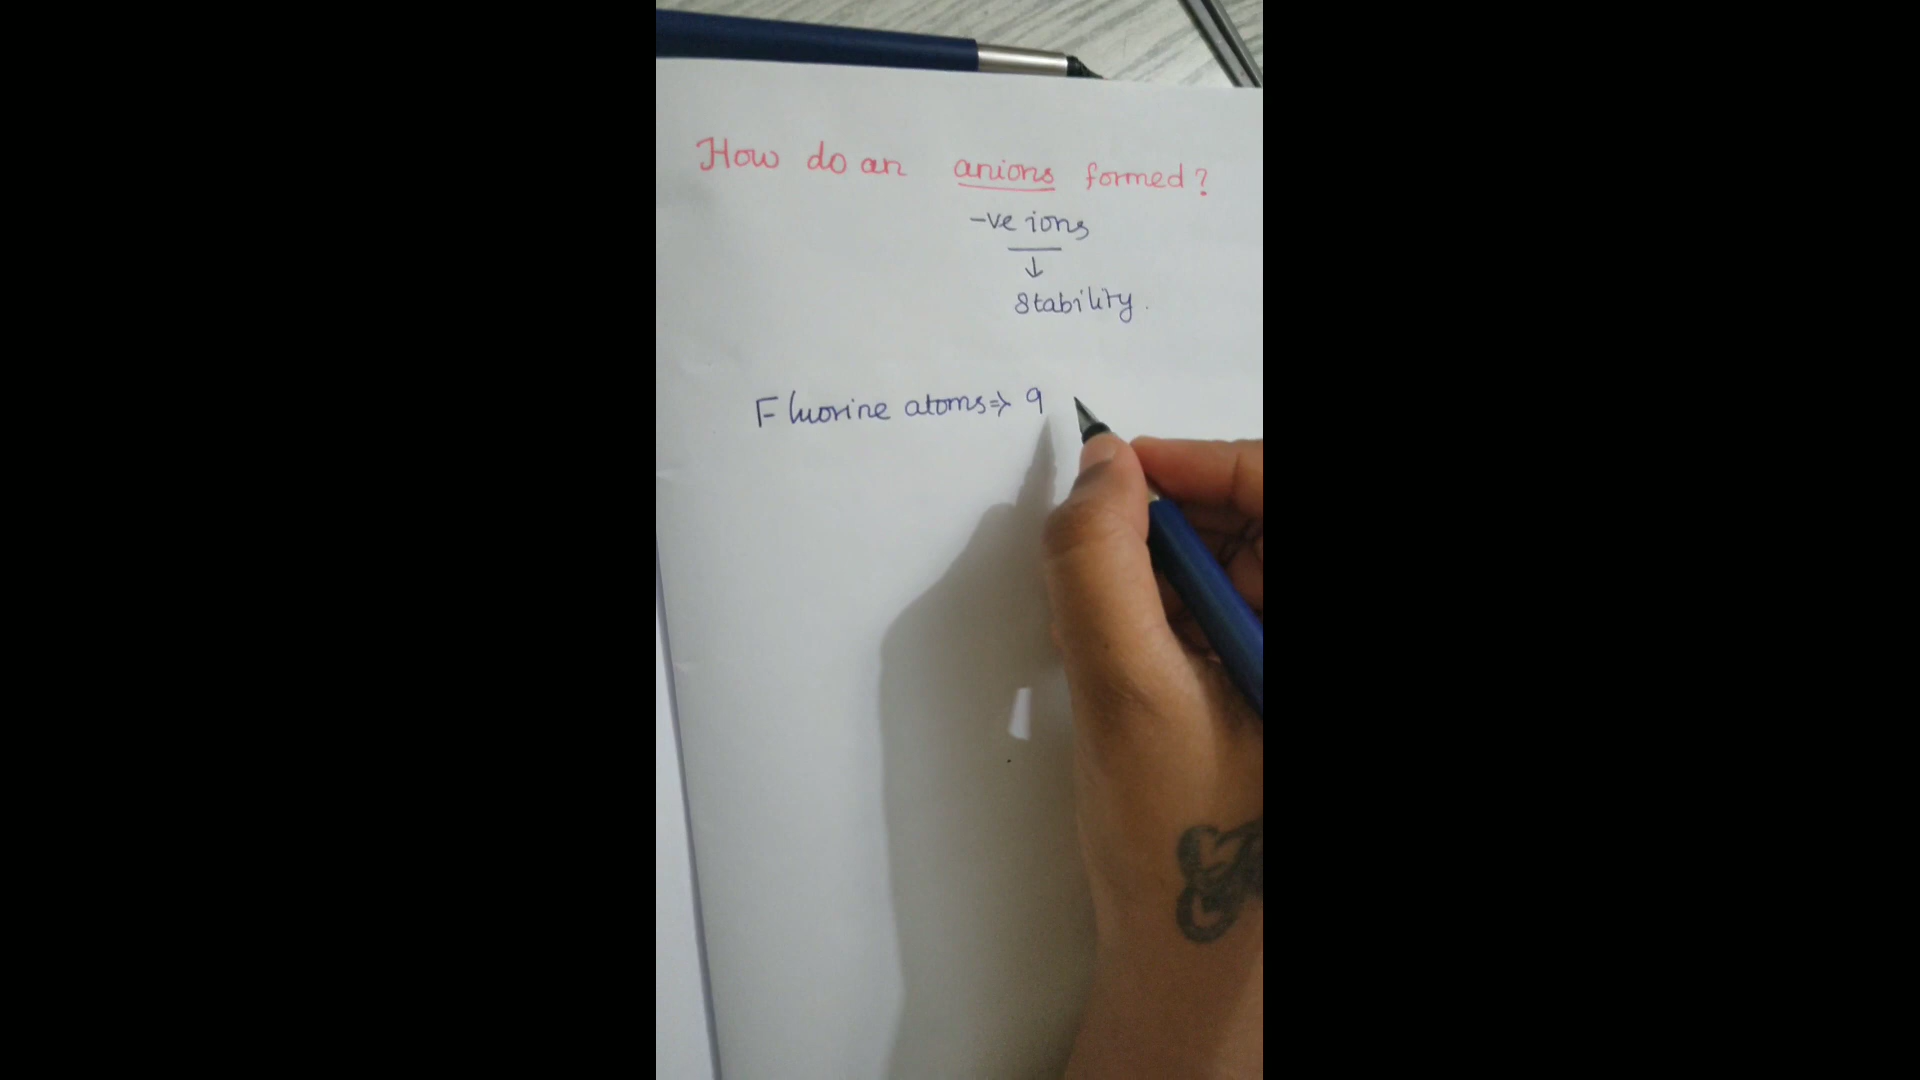 How do an anions formed?
-ve ions
↓
Stability.
Fluorine atoms ⇒ 9